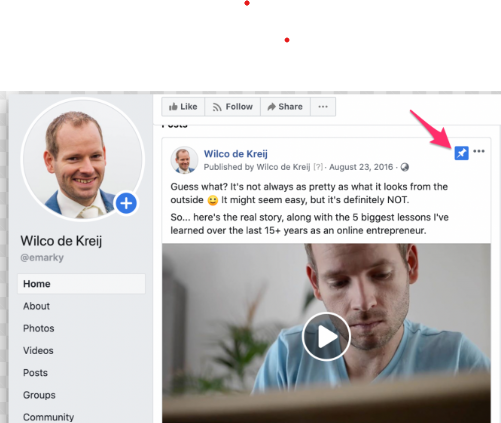 Like
Follow
Share
Posts
Wilco de Kreij
Published by Wilco de Kreij [?] · August 23, 2016 ·
Guess what? It's not always as pretty as what it looks from the
outside 😀 It might seem easy, but it's definitely NOT.
So... here's the real story, along with the 5 biggest lessons I've
learned over the last 15+ years as an online entrepreneur.
Wilco de Kreij
@emarky
Home
About
Photos
Videos
Posts
Groups
Community